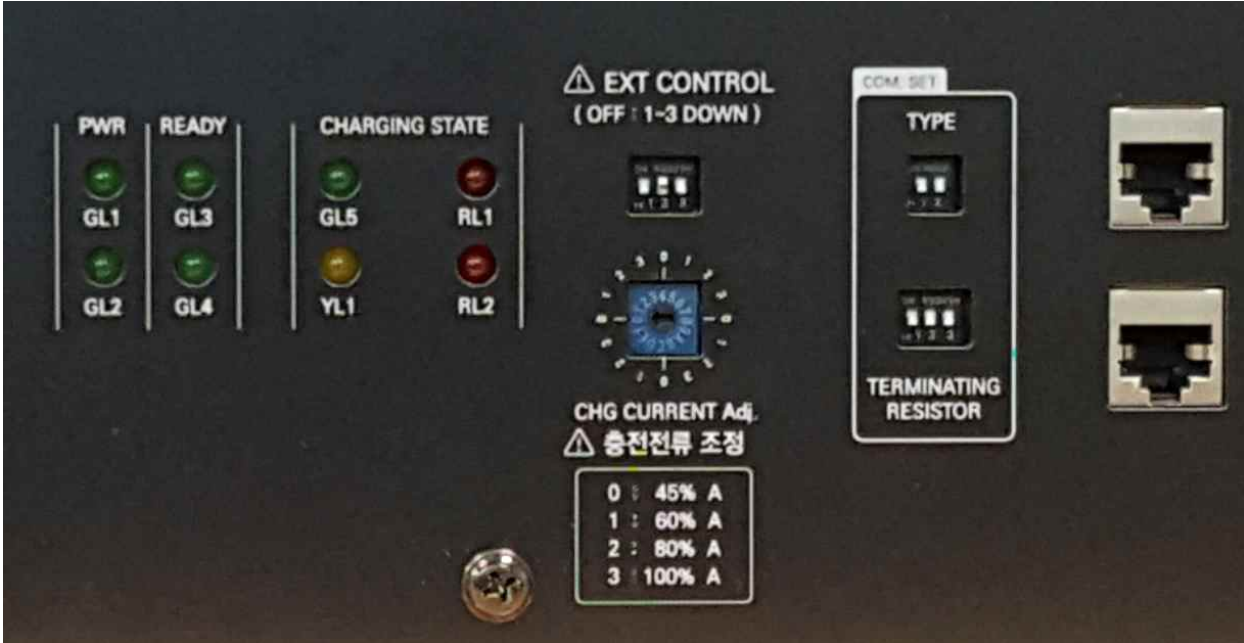 PWR
READY
CHARGING STATE
GL1
GL3
GL5
RL1
GL2
GL4
YL1
RL2
⚠ EXT CONTROL
( OFF : 1~3 DOWN )
CHG CURRENT Adj.
⚠ 충전전류 조정
0 : 45% A
1 : 60% A
2 : 80% A
3 : 100% A
COM. SET
TYPE
TERMINATING
RESISTOR